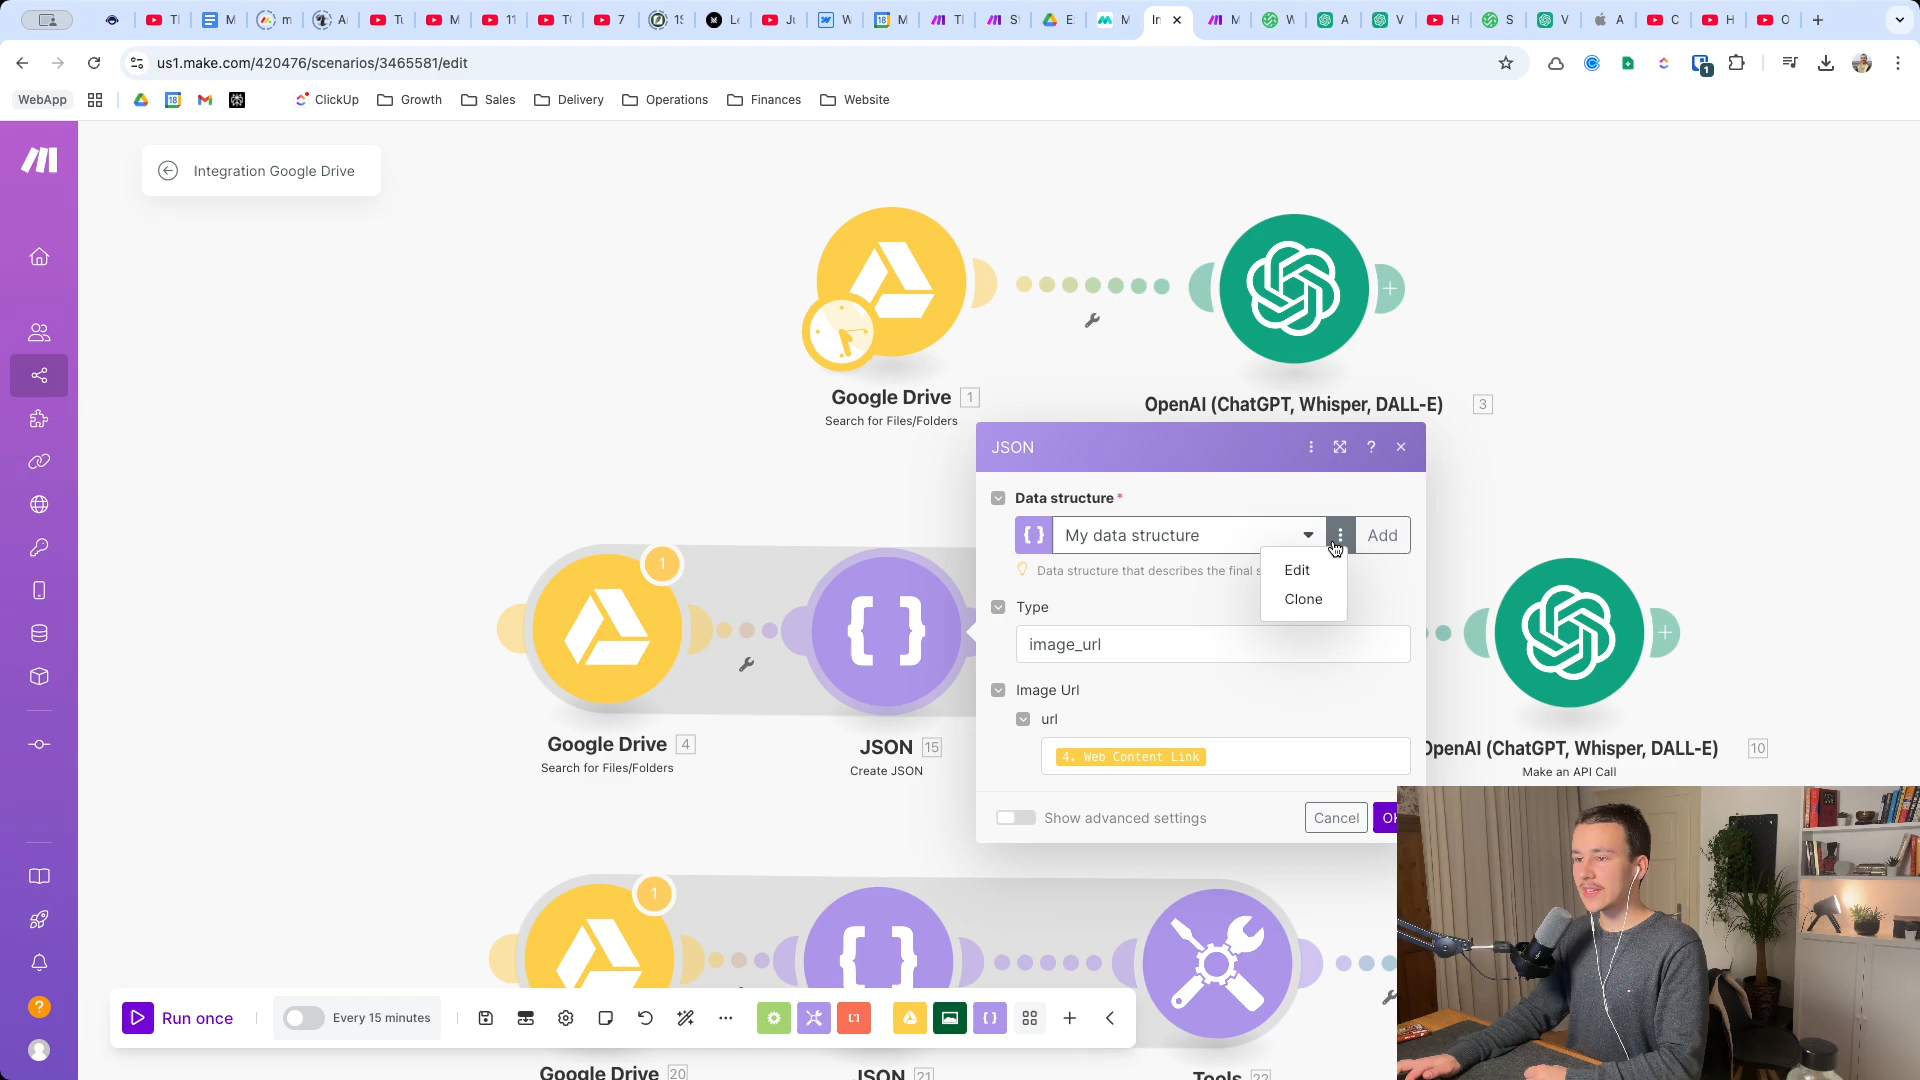 us1.make.com/420476/scenarios/3465581/edit
WebApp
ClickUp
Growth
Sales
Delivery
Operations
Finances
Website
Integration Google Drive
Google Drive 1
Search for Files/Folders
OpenAI (ChatGPT, Whisper, DALL-E) 3
JSON
Data structure *
My data structure
Add
Data structure that describes the final
Edit
Clone
Type
image_url
Image Url
url
4. Web Content Link
Show advanced settings
Cancel
1
Google Drive 4
Search for Files/Folders
JSON 15
Create JSON
OpenAI (ChatGPT, Whisper, DALL-E) 10
Make an API Call
1
Run once
Every 15 minutes
Google Drive 20
JSON 21
Tools 22